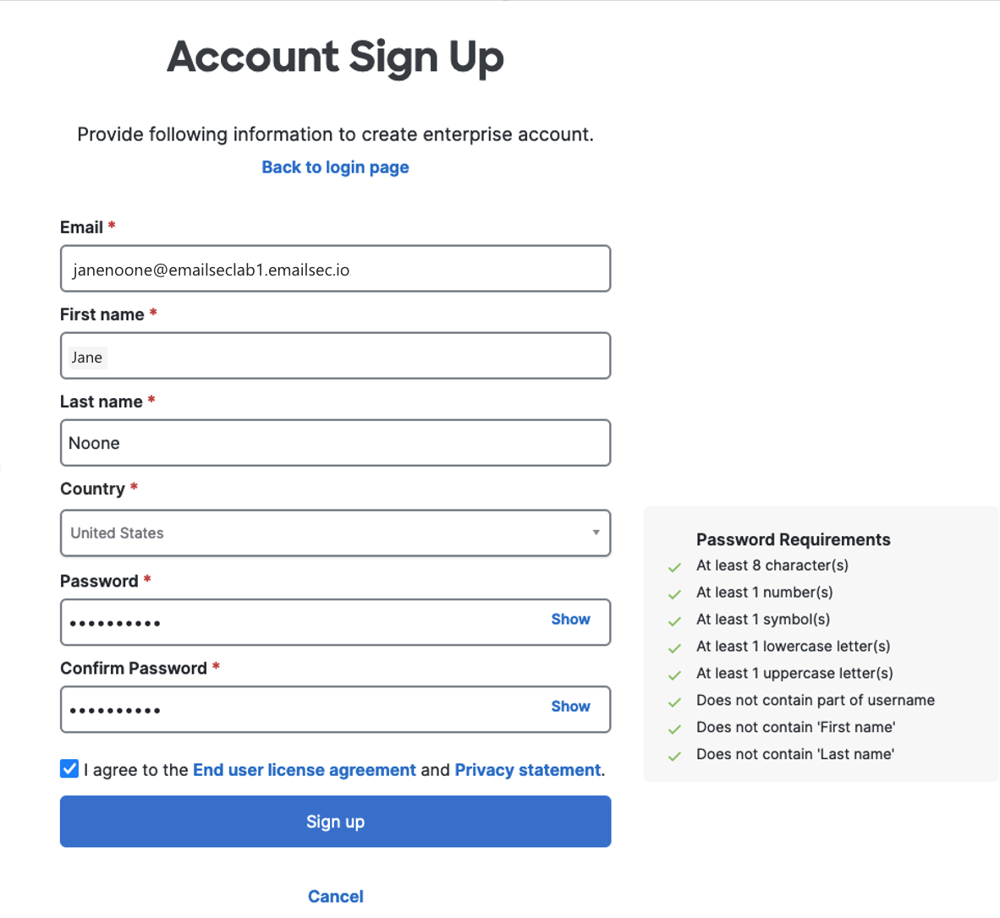 Account Sign Up
Provide following information to create enterprise account.
Back to login page
Email *
janenoone@emailseclab1.emailsec.io
First name *
Jane
Last name *
Noone
Country *
United States
Password *
•••••••••• Show
Confirm Password *
•••••••••• Show
I agree to the End user license agreement and Privacy statement.
Sign up
Cancel
Password Requirements
At least 8 character(s)
At least 1 number(s)
At least 1 symbol(s)
At least 1 lowercase letter(s)
At least 1 uppercase letter(s)
Does not contain part of username
Does not contain 'First name'
Does not contain 'Last name'